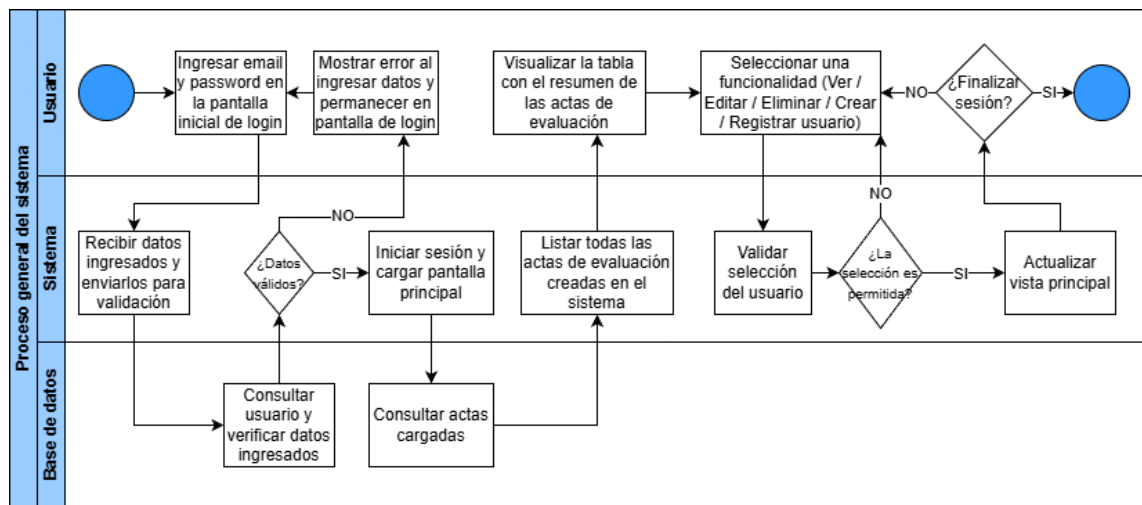 Proceso general del sistema
Usuario
Ingresar email
y password en
la pantalla
inicial de login
Mostrar error al
ingresar datos y
permanecer en
pantalla de login
Visualizar la tabla
con el resumen de
las actas de
evaluación
Seleccionar una
funcionalidad (Ver /
Editar / Eliminar / Crear
/ Registrar usuario)
NO
¿Finalizar
sesión?
SI
Sistema
Recibir datos
ingresados y
enviarlos para
validación
¿Datos
válidos?
NO
SI
Iniciar sesión y
cargar pantalla
principal
Listar todas las
actas de evaluación
creadas en el
sistema
Validar
selección
del usuario
NO
¿La
selección es
permitida?
SI
Actualizar
vista principal
Base de datos
Consultar
usuario y
verificar datos
ingresados
Consultar actas
cargadas